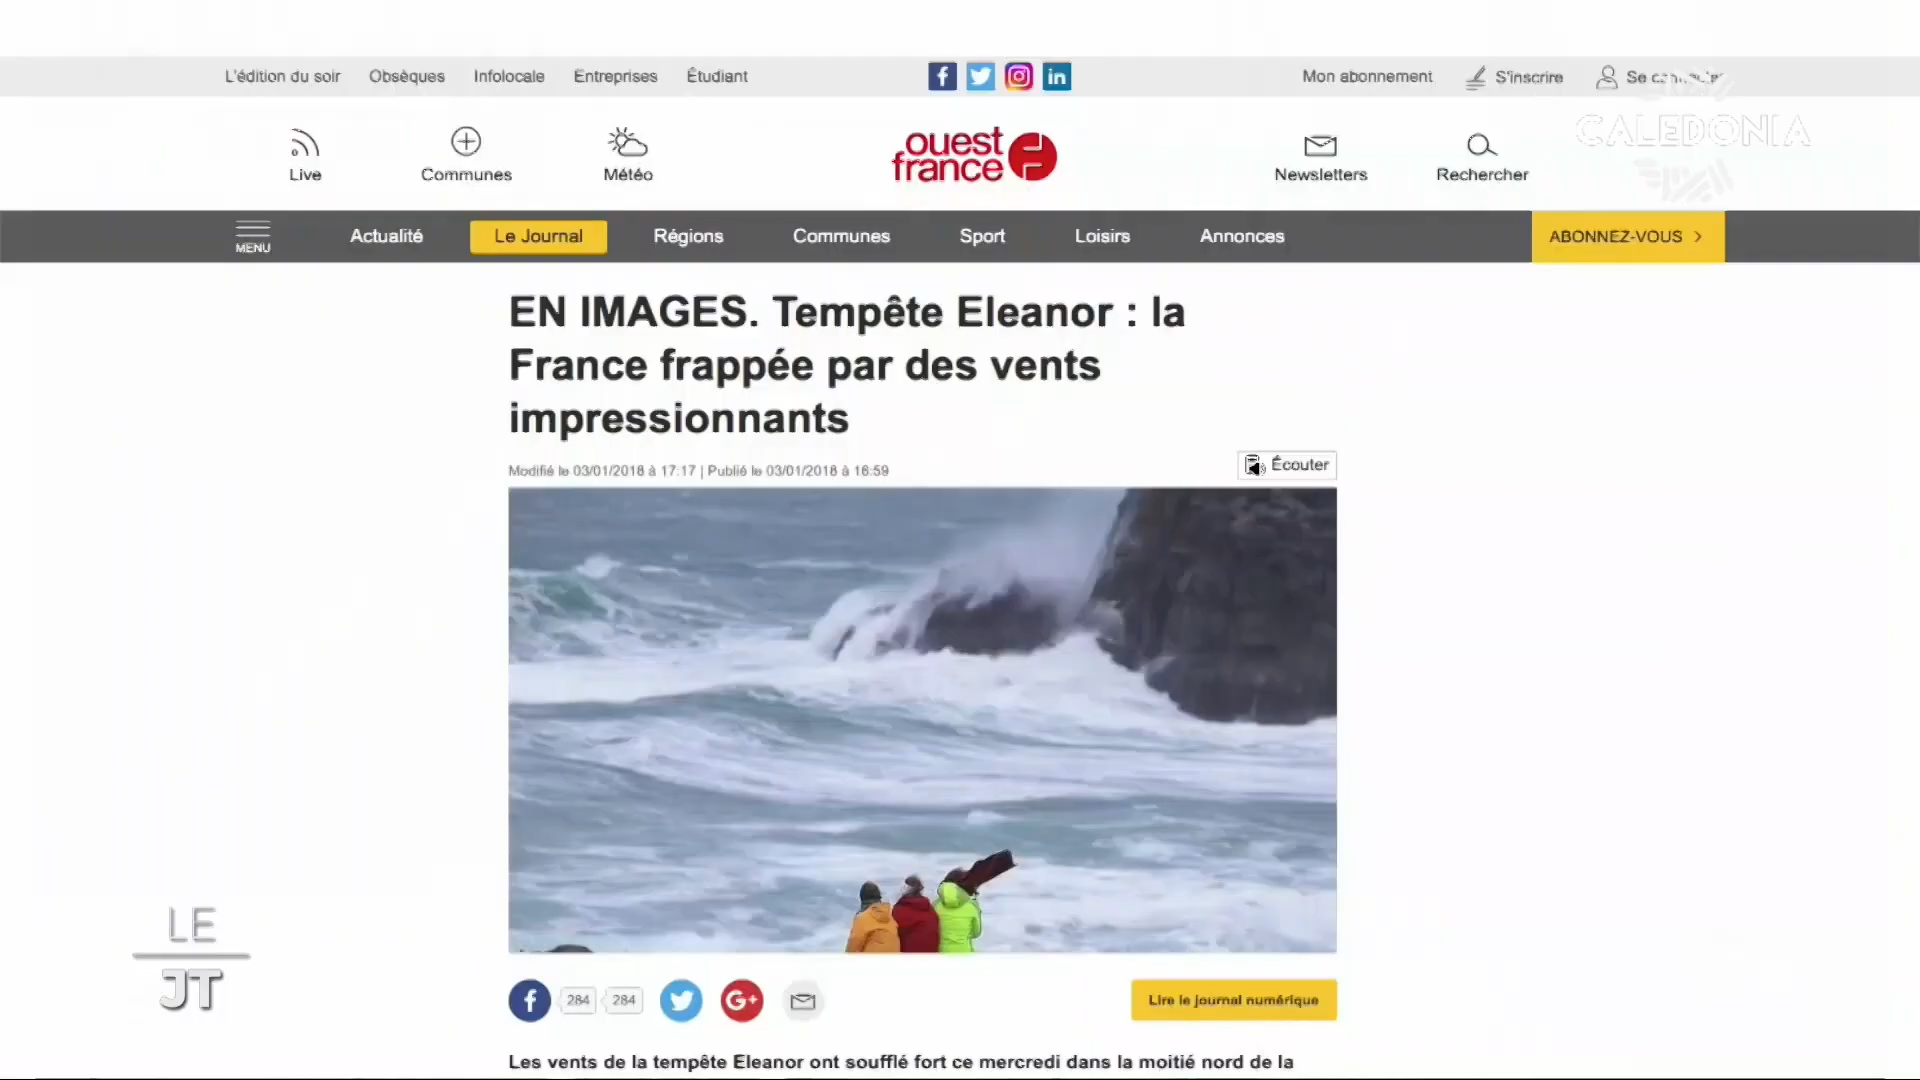 L'édition du soir Obsèques Infolocale Entreprises Étudiant f in Mon abonnement S'inscrire
Live Communes Météo ouest france Newsletters Rechercher CALEDONIA
MENU Actualité Le Journal Régions Communes Sport Loisirs Annonces ABONNEZ-VOUS >
EN IMAGES. Tempête Eleanor : la
France frappée par des vents
impressionnants
Modifié le 03/01/2018 à 17:17 | Publié le 03/01/2018 à 16:59
Écouter
LE
JT
f 284 284 G+ Lire le journal numérique
Les vents de la tempête Eleanor ont soufflé fort ce mercredi dans la moitié nord de la